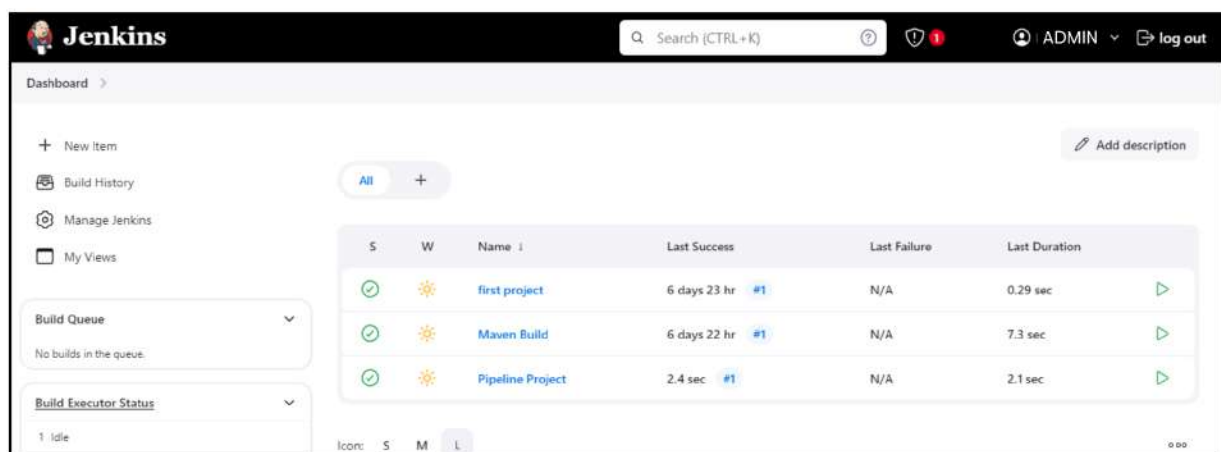 Jenkins
Search (CTRL+K)
1
ADMIN
log out
Dashboard
New Item
Build History
Manage Jenkins
My Views
Build Queue
No builds in the queue.
Build Executor Status
1 Idle
Add description
All +
S W Name ↓ Last Success Last Failure Last Duration
first project 6 days 23 hr #1 N/A 0.29 sec
Maven Build 6 days 22 hr #1 N/A 7.3 sec
Pipeline Project 2.4 sec #1 N/A 2.1 sec
Icon: S M L